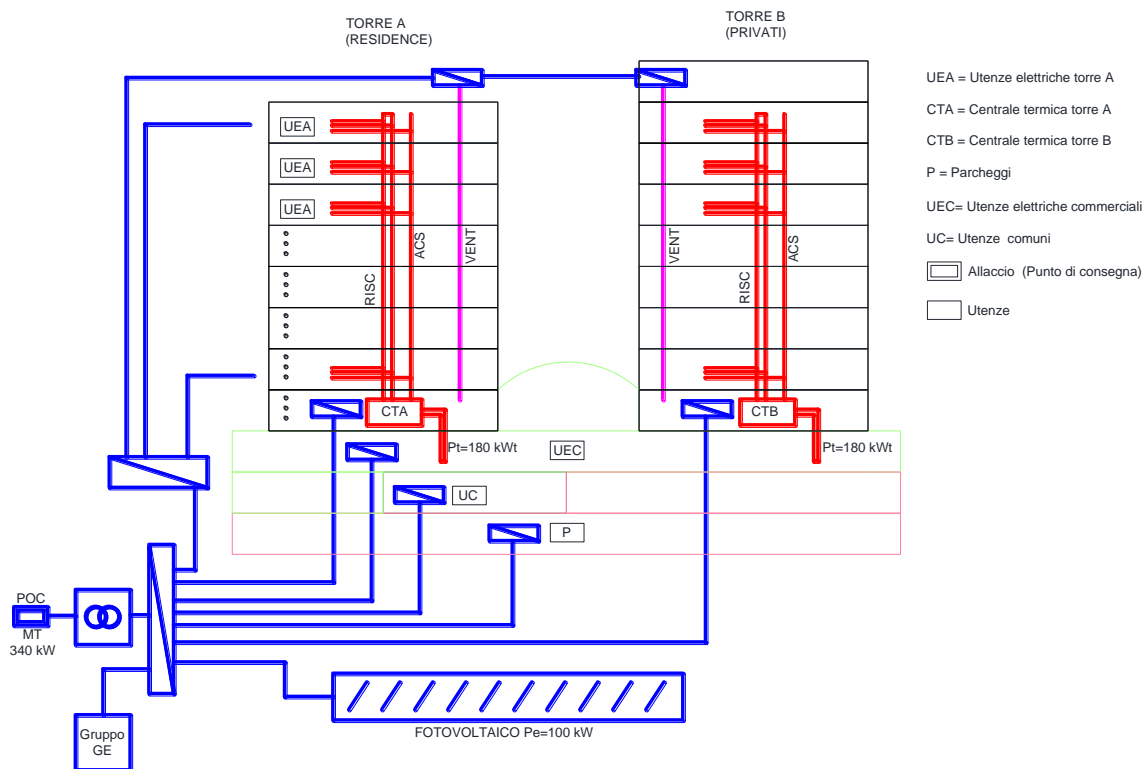 TORRE A
(RESIDENCE)
TORRE B
(PRIVATI)
UEA = Utenze elettriche torre A
CTA = Centrale termica torre A
CTB = Centrale termica torre B
P = Parcheggi
UEC= Utenze elettriche commerciali
UC= Utenze comuni
Allaccio (Punto di consegna)
Utenze
UEA
UEA
UEA
RISC
ACS
VENT
VENT
RISC
ACS
CTA
CTB
Pt=180 kWt
UEC
Pt=180 kWt
UC
P
POC
MT
340 kW
Gruppo
GE
FOTOVOLTAICO Pe=100 kW